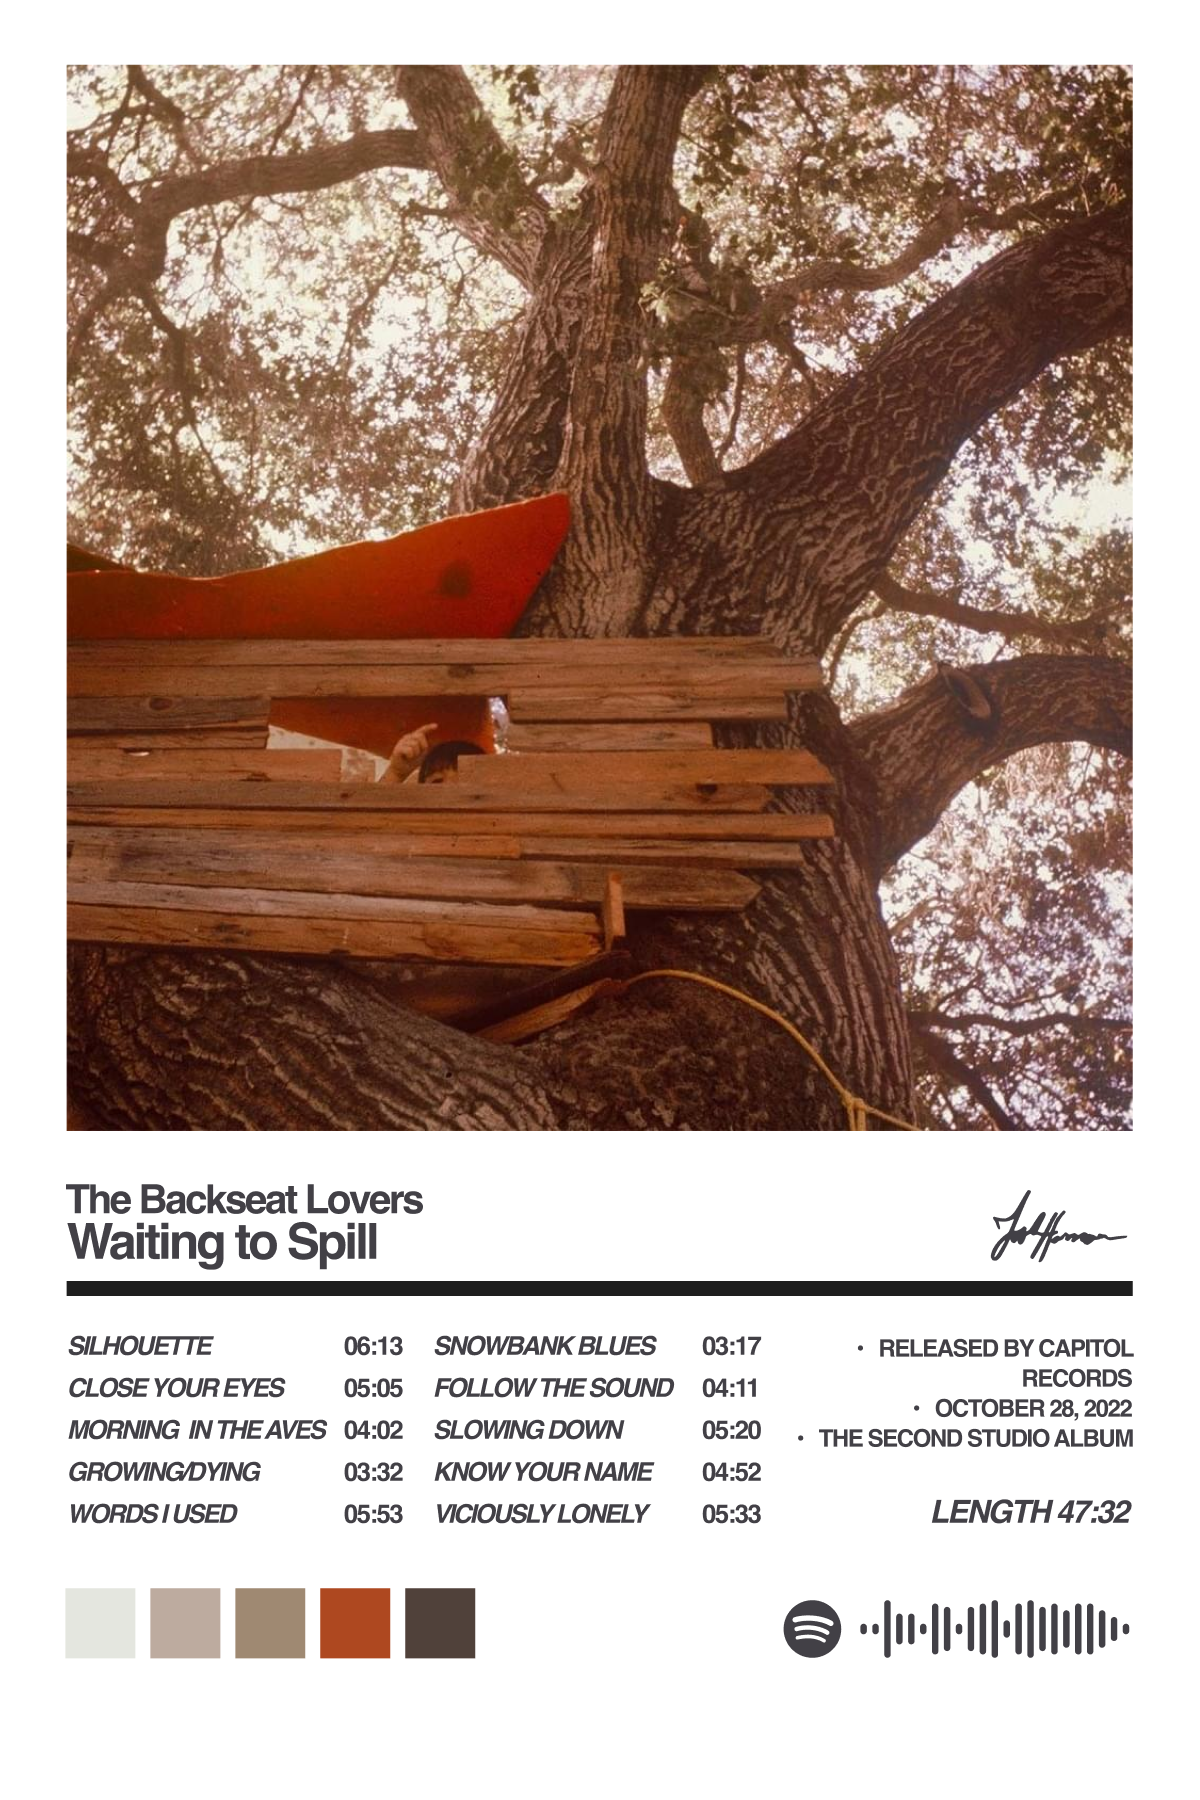 The Backseat Lovers
Waiting to Spill
SILHOUETTE 06:13
CLOSE YOUR EYES 05:05
MORNING IN THE AVES 04:02
GROWING/DYING 03:32
WORDS I USED 05:53
SNOWBANK BLUES 03:17
FOLLOW THE SOUND 04:11
SLOWING DOWN 05:20
KNOW YOUR NAME 04:52
VICIOUSLY LONELY 05:33
• RELEASED BY CAPITOL
RECORDS
• OCTOBER 28, 2022
• THE SECOND STUDIO ALBUM
LENGTH 47:32